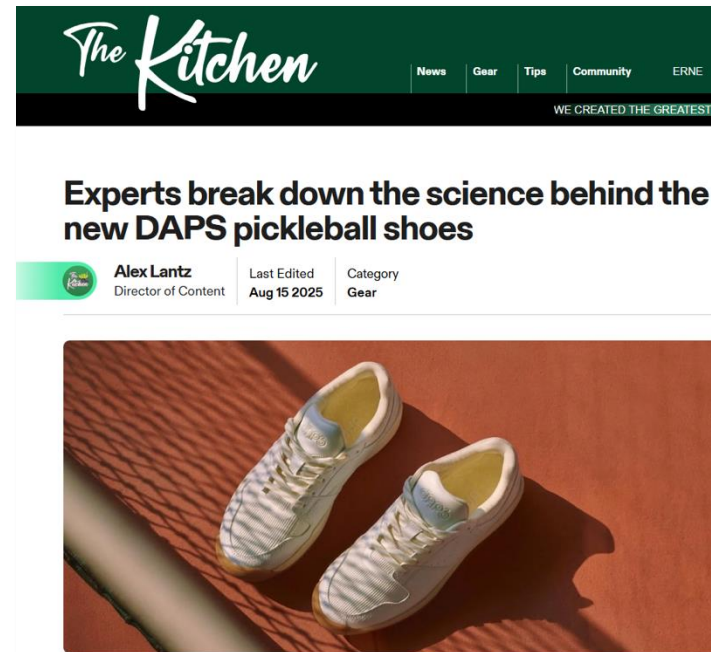 The Kitchen
News Gear Tips Community ERNE
WE CREATED THE GREATEST
Experts break down the science behind the
new DAPS pickleball shoes
Alex Lantz
Director of Content
Last Edited
Aug 15 2025
Category
Gear